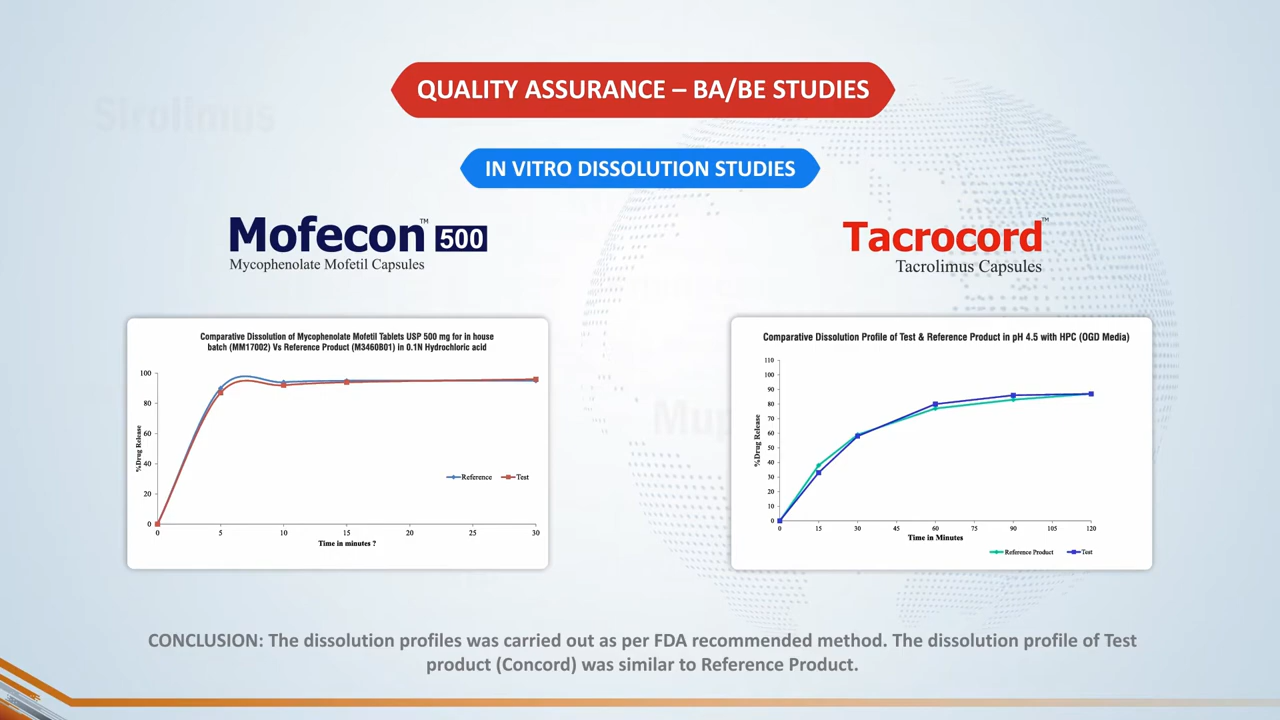 Sirolimus
QUALITY ASSURANCE – BA/BE STUDIES
IN VITRO DISSOLUTION STUDIES
Mofecon™ 500
Mycophenolate Mofetil Capsules
Comparative Dissolution of Mycophenolate Mofetil Tablets USP 500 mg for in house
batch (MM17002) Vs Reference Product (M3460B01) in 0.1N Hydrochloric acid
%Drug Release
100
80
60
40
20
0
0 5 10 15 20 25 30
Time in minutes ?
Reference Test
Tacrocord™
Tacrolimus Capsules
Comparative Dissolution Profile of Test & Reference Product in pH 4.5 with HPC (OGD Media)
%Drug Release
110
100
90
80
70
60
50
40
30
20
10
0
0 15 30 45 60 75 90 105 120
Time in Minutes
Reference Product Test
CONCLUSION: The dissolution profiles was carried out as per FDA recommended method. The dissolution profile of Test
product (Concord) was similar to Reference Product.